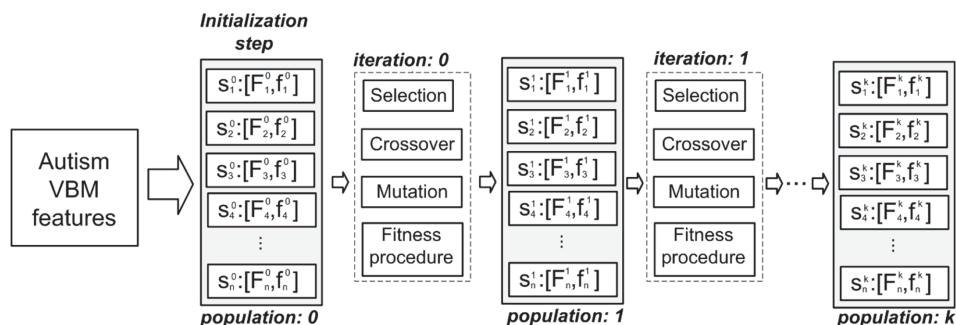 Initialization
step
iteration: 0
iteration: 1
Autism
VBM
features
s₁⁰:[F₁⁰,f₁⁰]
s₂⁰:[F₂⁰,f₂⁰]
s₃⁰:[F₃⁰,f₃⁰]
s₄⁰:[F₄⁰,f₄⁰]
⋮
sₙ⁰:[Fₙ⁰,fₙ⁰]
population: 0
Selection
Crossover
Mutation
Fitness
procedure
s₁¹:[F₁¹,f₁¹]
s₂¹:[F₂¹,f₂¹]
s₃¹:[F₃¹,f₃¹]
s₄¹:[F₄¹,f₄¹]
⋮
sₙ¹:[Fₙ¹,fₙ¹]
population: 1
Selection
Crossover
Mutation
Fitness
procedure
...
s₁ᵏ:[F₁ᵏ,f₁ᵏ]
s₂ᵏ:[F₂ᵏ,f₂ᵏ]
s₃ᵏ:[F₃ᵏ,f₃ᵏ]
s₄ᵏ:[F₄ᵏ,f₄ᵏ]
⋮
sₙᵏ:[Fₙᵏ,fₙᵏ]
population: k